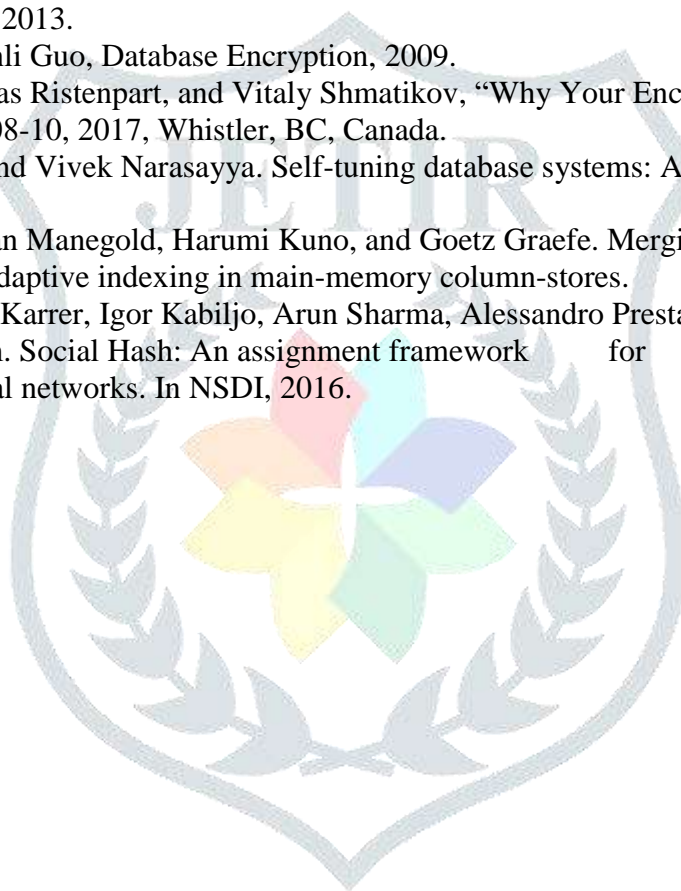 2013.
nli Guo, Database Encryption, 2009.
as Ristenpart, and Vitaly Shmatikov, “Why Your Enc
08-10, 2017, Whistler, BC, Canada.
nd Vivek Narasayya. Self-tuning database systems: A
an Manegold, Harumi Kuno, and Goetz Graefe. Mergi
daptive indexing in main-memory column-stores.
Karrer, Igor Kabiljo, Arun Sharma, Alessandro Presta
n. Social Hash: An assignment framework for
al networks. In NSDI, 2016.
JETIR